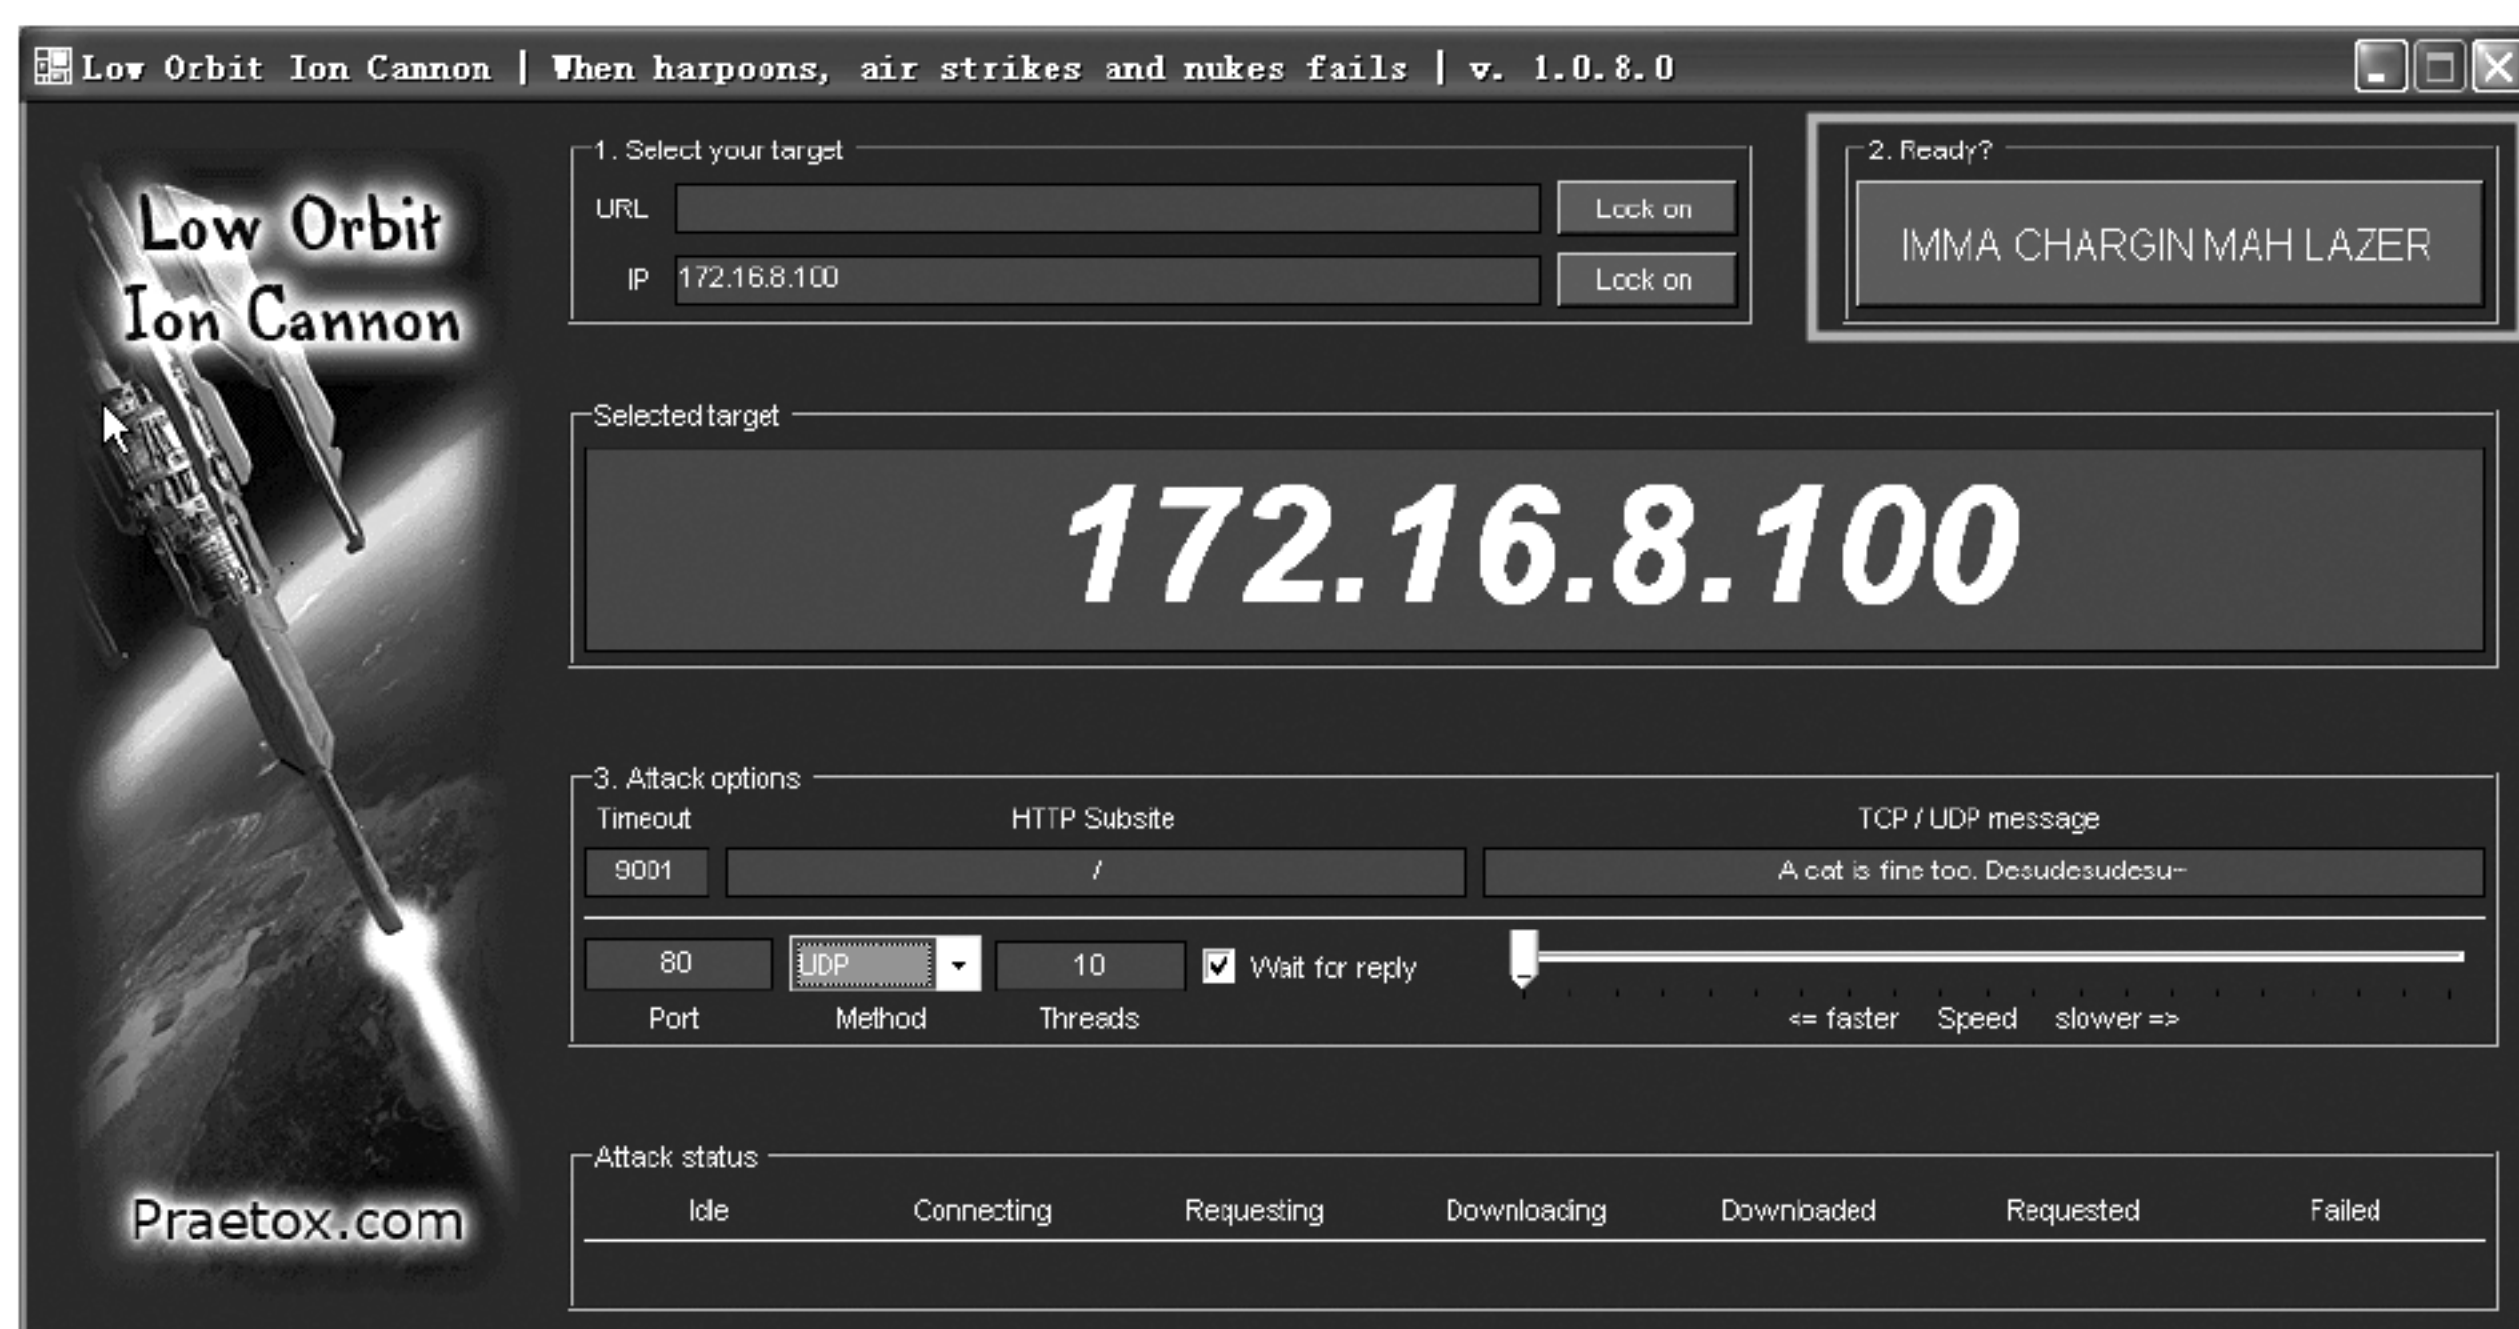 Low Orbit Ion Cannon | When harpoons, air strikes and nukes fails | v. 1.0.8.0
Low Orbit
Ion Cannon
Praetox.com
1. Select your target
URL Lock on
IP 172.16.8.100 Lock on
2. Ready?
IMMA CHARGIN MAH LAZER
Selected target
172.16.8.100
3. Attack options
Timeout HTTP Subsite TCP / UDP message
9001 / A cat is fine too. Desudesudesu~
80 UDP 10 Wait for reply
Port Method Threads <= faster Speed slower =>
Attack status
Idle Connecting Requesting Downloading Downloaded Requested Failed